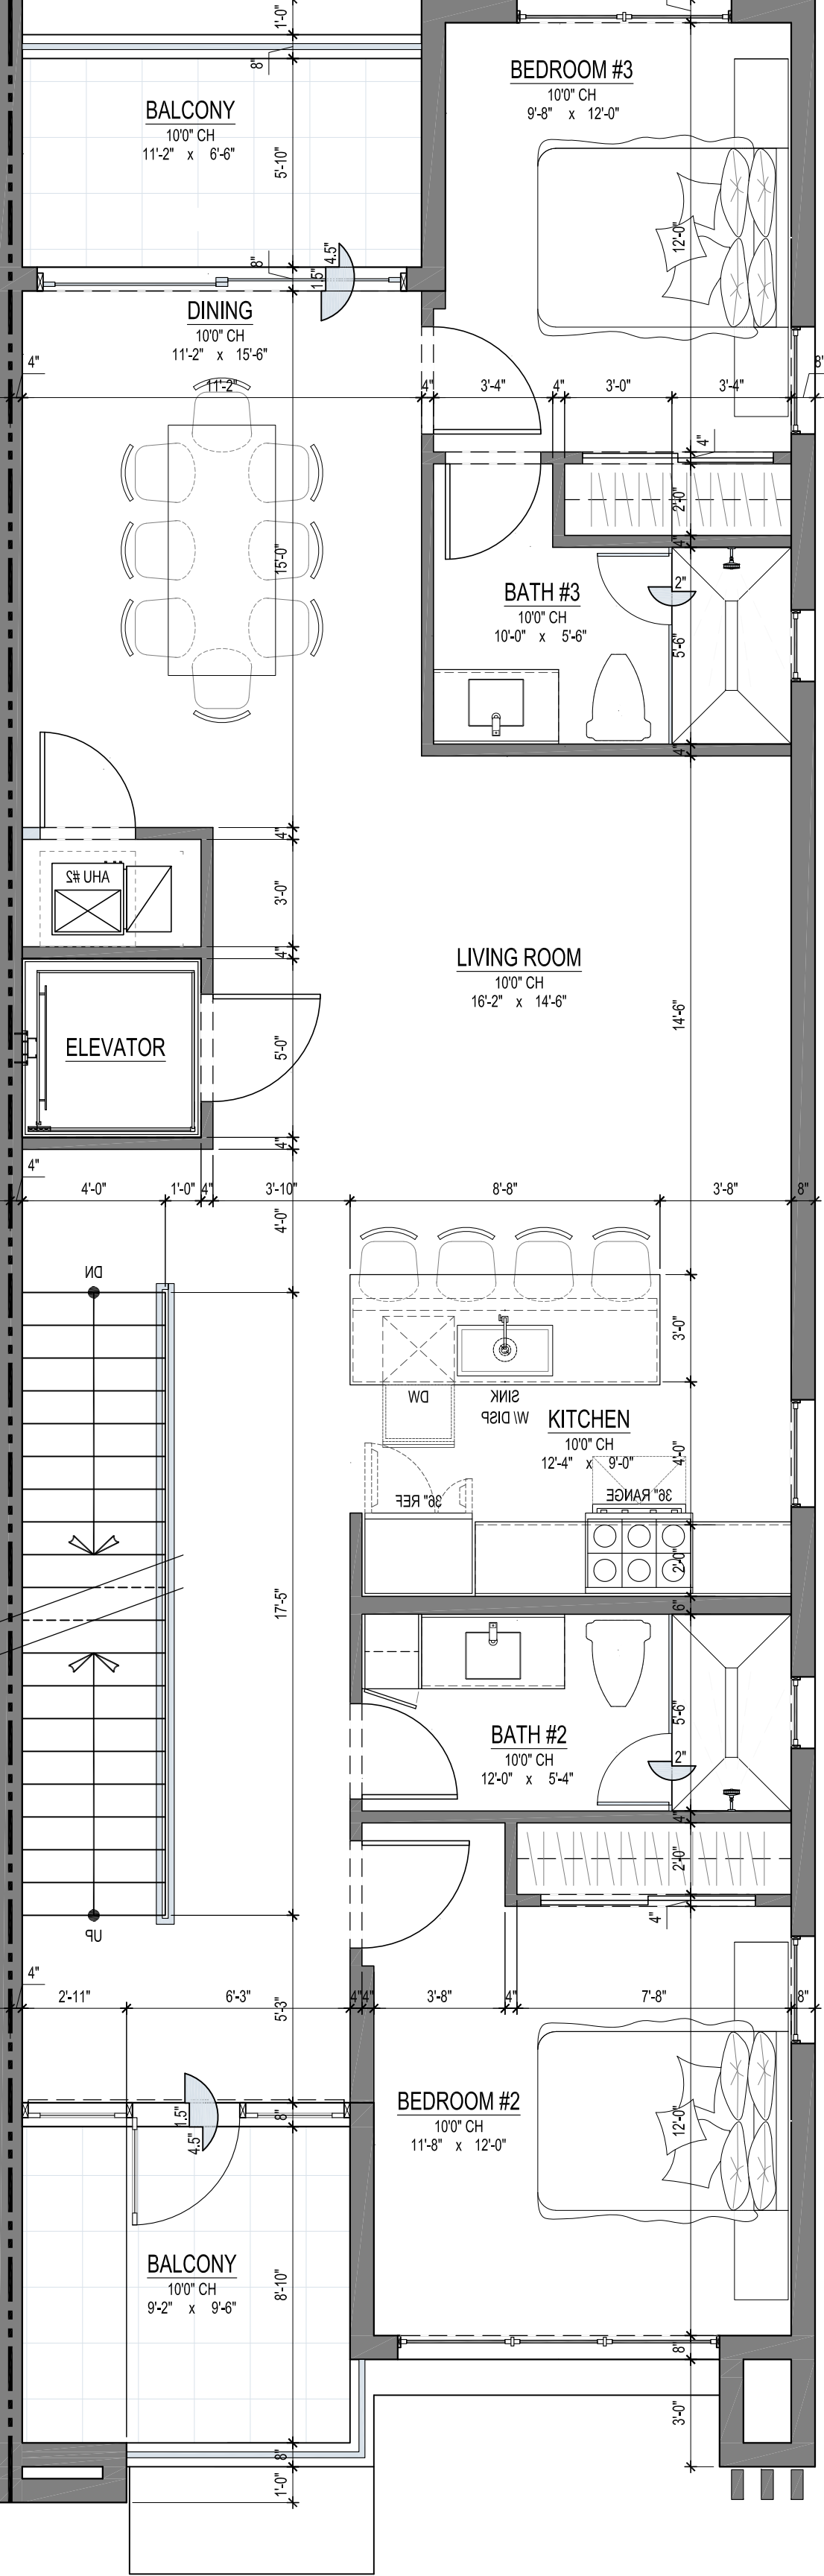 1'-0"
8"
BEDROOM #3
10'0" CH
9'-8" x 12'-0"
BALCONY
10'0" CH
11'-2" x 6'-6"
5'-10"
12'-0"
8"
4.5"
1.5"
DINING
10'0" CH
11'-2" x 15'-6"
4"
8"
11'-2"
4"
3'-4"
4"
3'-0"
3'-4"
4"
2'-0"
4"
15'-0"
BATH #3
10'0" CH
10'-0" x 5'-6"
2"
5'-6"
4"
4"
AHU #2
3'-0"
4"
LIVING ROOM
10'0" CH
16'-2" x 14'-6"
14'-6"
ELEVATOR
5'-0"
4"
4"
4'-0"
1'-0"
4"
3'-10"
8'-8"
3'-8"
8"
4'-0"
DN
3'-0"
DW
SINK
W/ DISP
KITCHEN
10'0" CH
12'-4" x 9'-0"
4'-0"
36" REF
36" RANGE
2'-0"
17'-5"
6"
BATH #2
10'0" CH
12'-0" x 5'-4"
5'-6"
2"
4"
2'-0"
4"
UP
4"
2'-11"
6'-3"
5'-3"
4"
4"
3'-8"
4"
7'-8"
8"
BEDROOM #2
10'0" CH
11'-8" x 12'-0"
12'-0"
1.5"
4.5"
8"
BALCONY
10'0" CH
9'-2" x 9'-6"
8'-10"
8"
3'-0"
8"
1'-0"